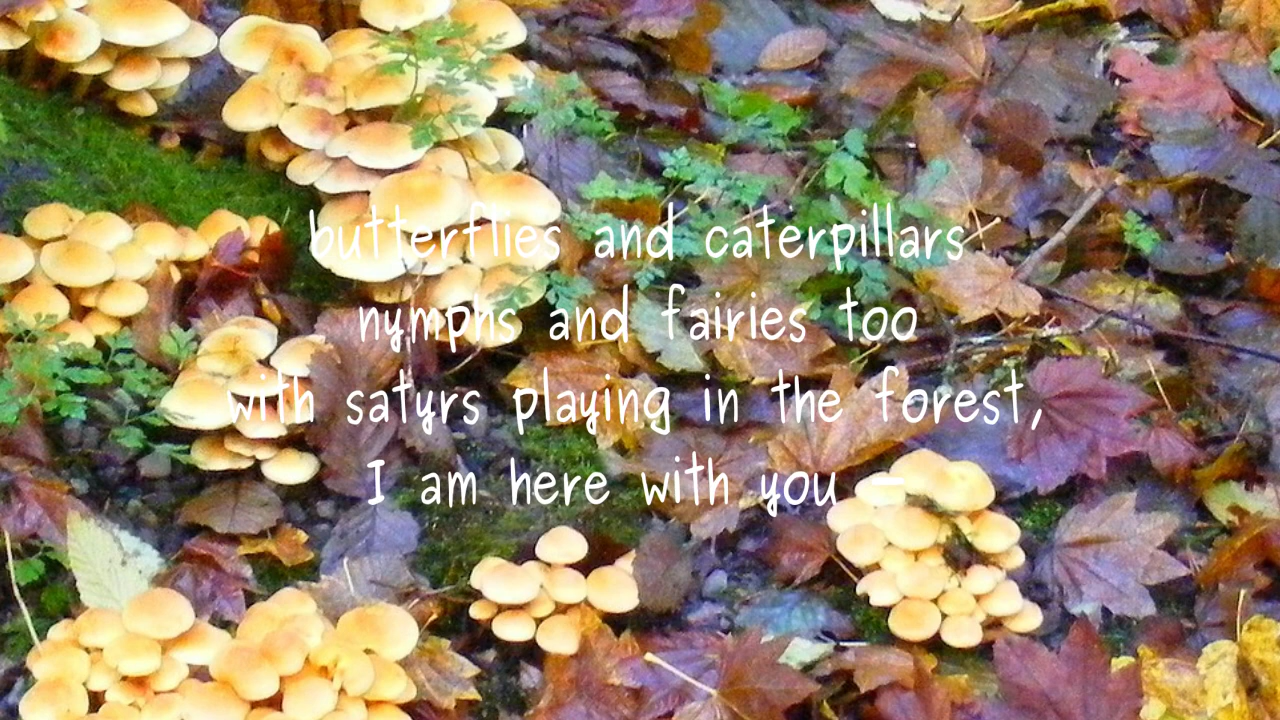 butterflies and caterpillars
nymphs and fairies too
with satyrs playing in the forest,
I am here with you –